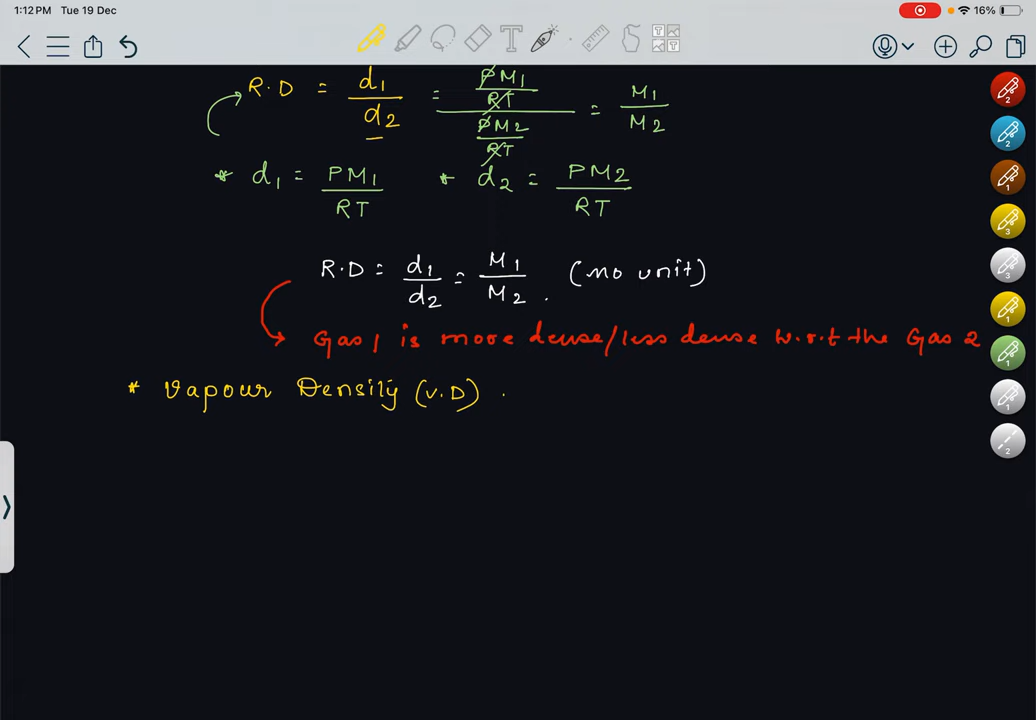 1:12 PM Tue 19 Dec 16%
R.D = d1/d2 = (PM1/RT)/(PM2/RT) = M1/M2
* d1 = PM1/RT * d2 = PM2/RT
R.D = d1/d2 = M1/M2 . (no unit)
Gas 1 is more dense/less dense w.r.t the Gas 2
* Vapour Density (V.D) .